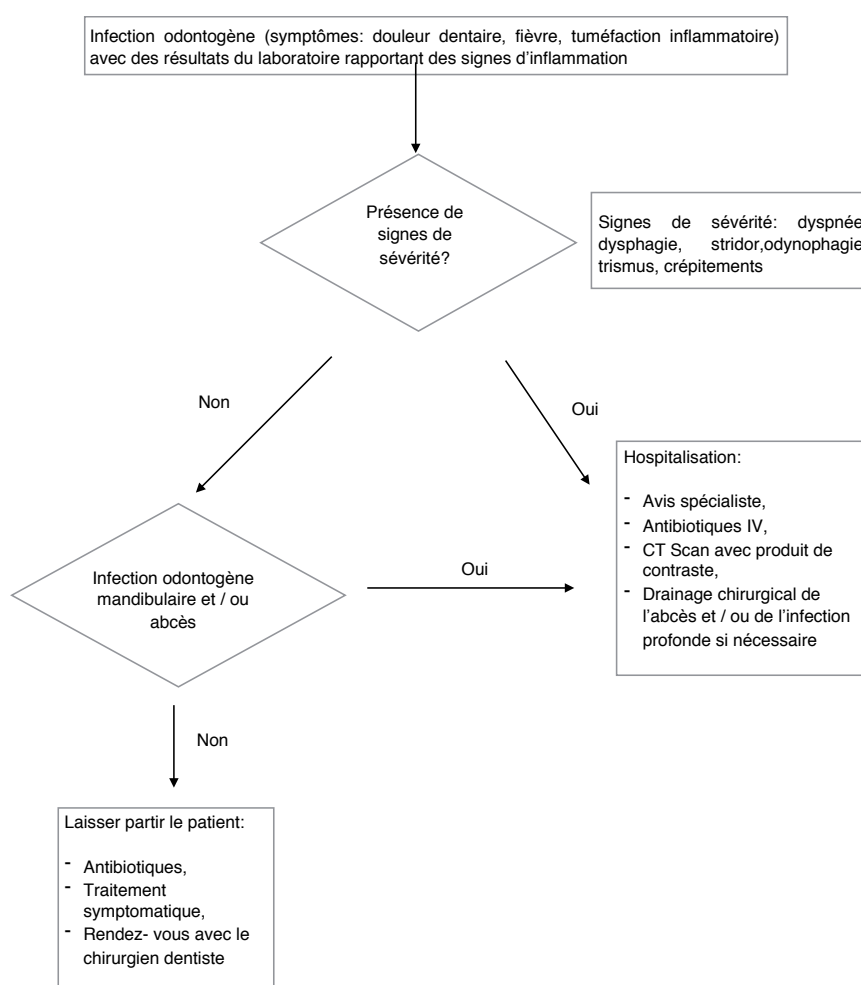 Infection odontogène (symptômes: douleur dentaire, fièvre, tuméfaction inflammatoire)
avec des résultats du laboratoire rapportant des signes d'inflammation
Présence de
signes de
sévérité?
Signes de sévérité: dyspnée
dysphagie, stridor,odynophagie
trismus, crépitements
Non
Oui
Hospitalisation:
- Avis spécialiste,
- Antibiotiques IV,
- CT Scan avec produit de
contraste,
- Drainage chirurgical de
l'abcès et / ou de l'infection
profonde si nécessaire
Infection odontogène
mandibulaire et / ou
abcès
Oui
Non
Laisser partir le patient:
- Antibiotiques,
- Traitement
symptomatique,
- Rendez- vous avec le
chirurgien dentiste